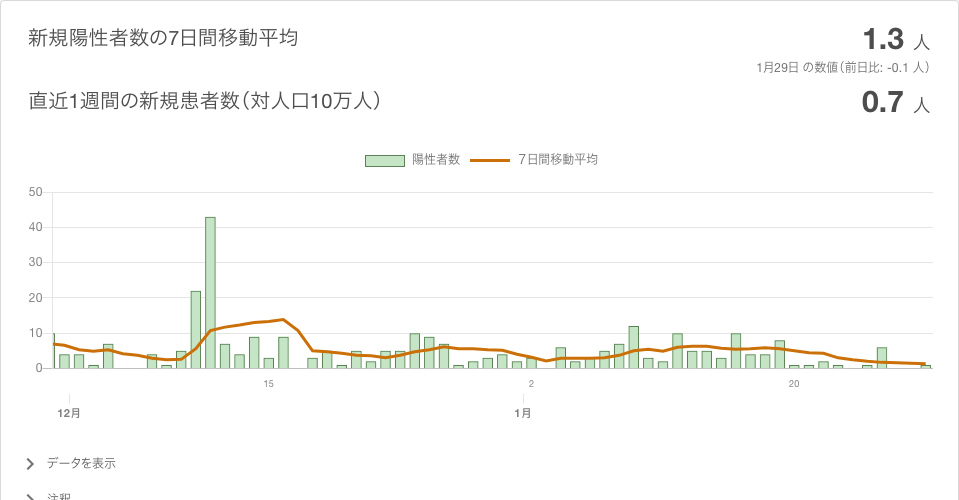 新規陽性者数の7日間移動平均
1.3 人
1月29日 の数値（前日比: -0.1 人）
直近1週間の新規患者数（対人口10万人）
0.7 人
陽性者数 7日間移動平均
50
40
30
20
10
0
15 2 20
12月 1月
データを表示
注釈